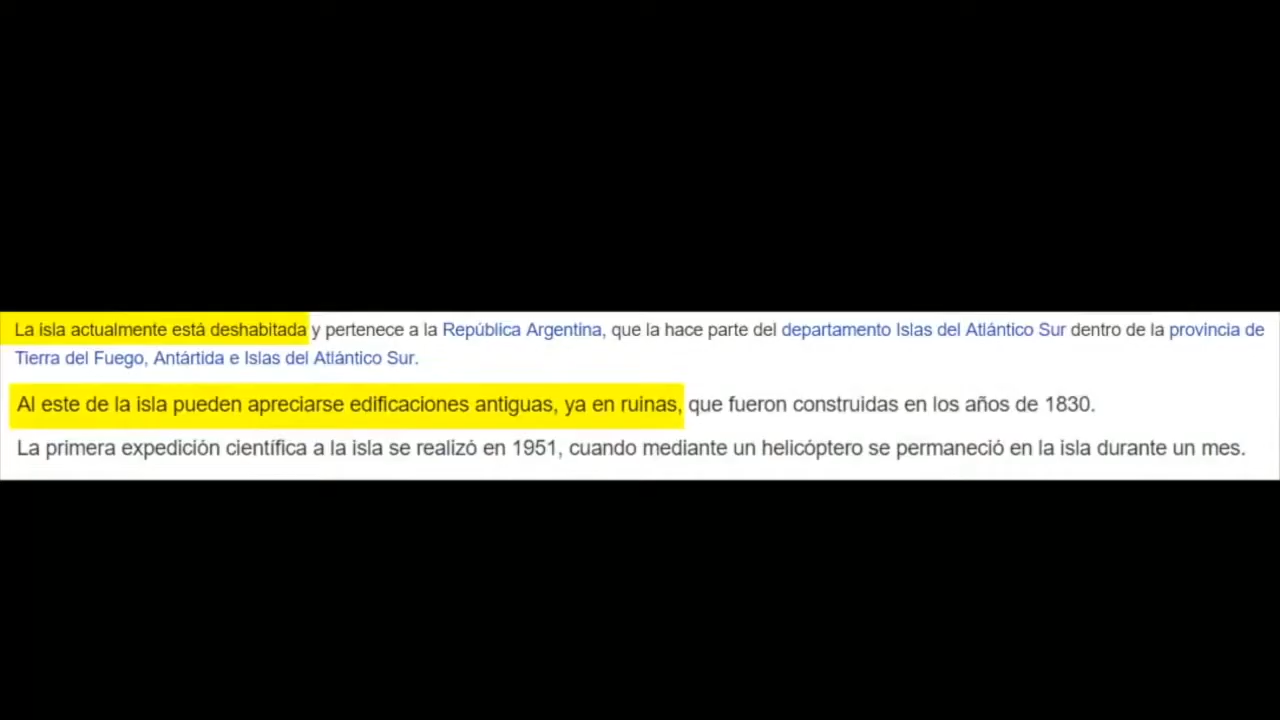 La isla actualmente está deshabitada y pertenece a la República Argentina, que la hace parte del departamento Islas del Atlántico Sur dentro de la provincia de
Tierra del Fuego, Antártida e Islas del Atlántico Sur.
Al este de la isla pueden apreciarse edificaciones antiguas, ya en ruinas, que fueron construidas en los años de 1830.
La primera expedición científica a la isla se realizó en 1951, cuando mediante un helicóptero se permaneció en la isla durante un mes.